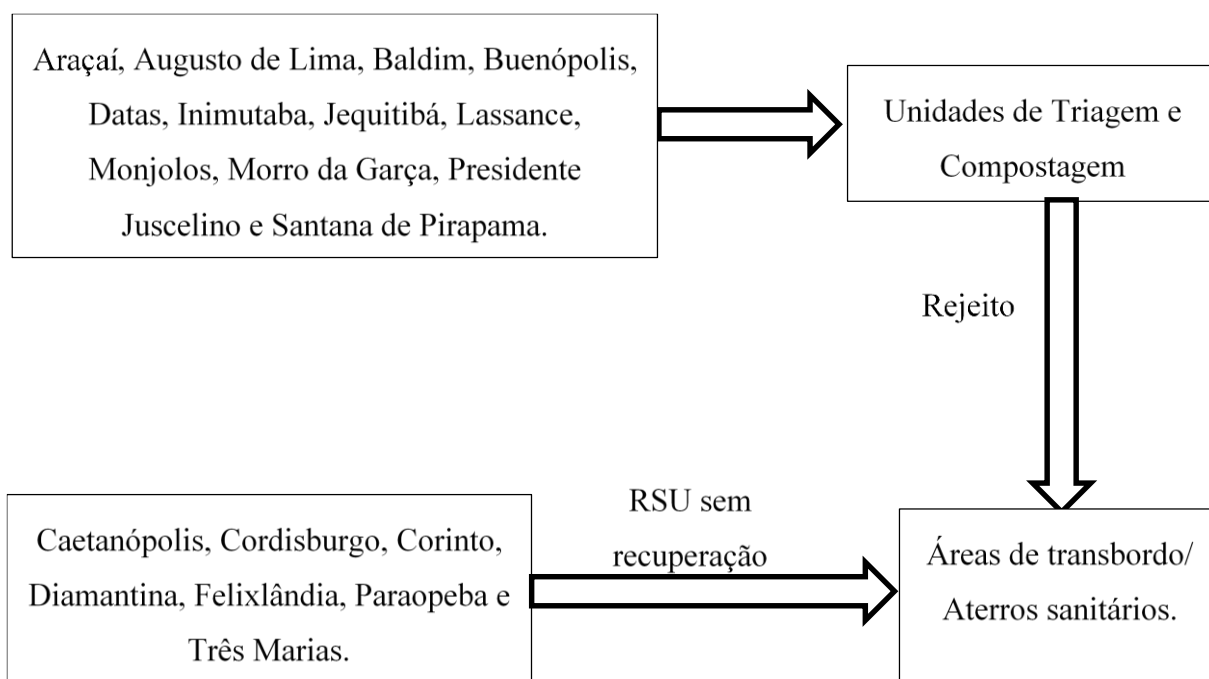 Araçaí, Augusto de Lima, Baldim, Buenópolis,
Datas, Inimutaba, Jequitibá, Lassance,
Monjolos, Morro da Garça, Presidente
Juscelino e Santana de Pirapama.
Unidades de Triagem e
Compostagem
Rejeito
RSU sem
recuperação
Caetanópolis, Cordisburgo, Corinto,
Diamantina, Felixlândia, Paraopeba e
Três Marias.
Áreas de transbordo/
Aterros sanitários.